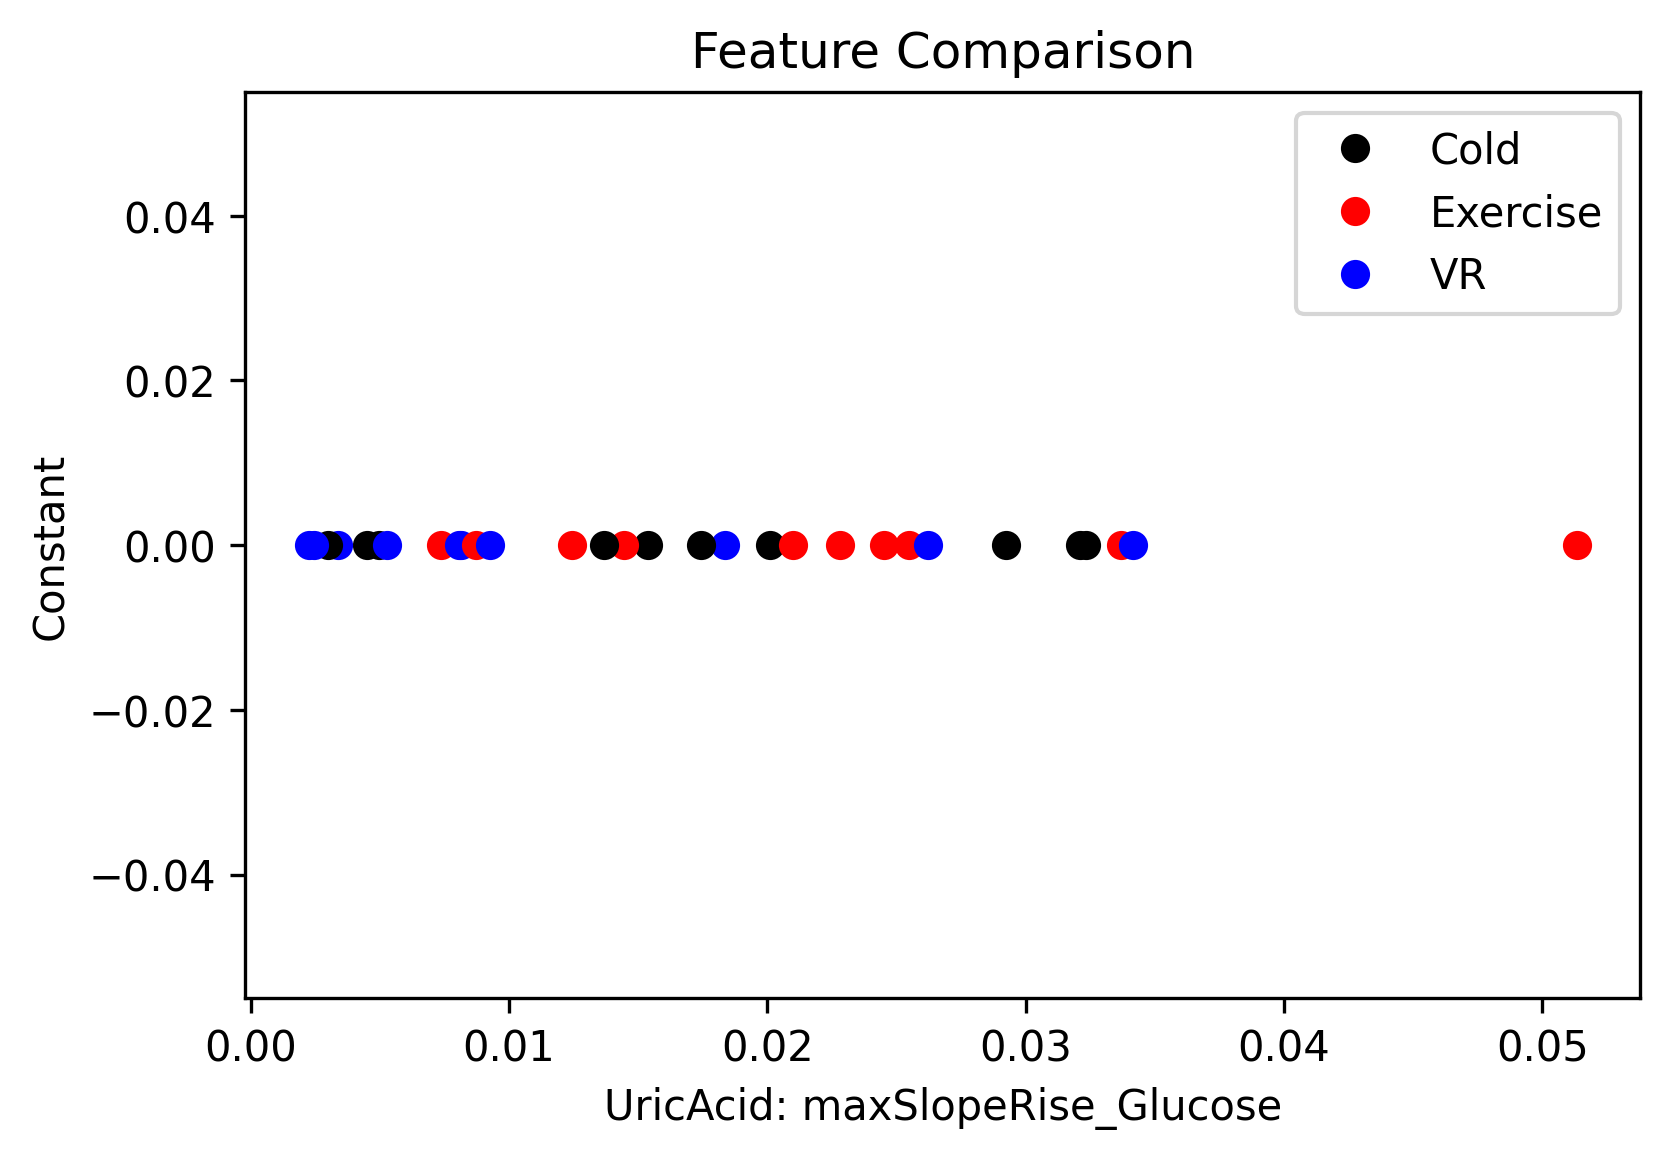 Feature Comparison
Cold
Exercise
VR
0.04
0.02
0.00
−0.02
−0.04
Constant
0.00
0.01
0.02
0.03
0.04
0.05
UricAcid: maxSlopeRise_Glucose